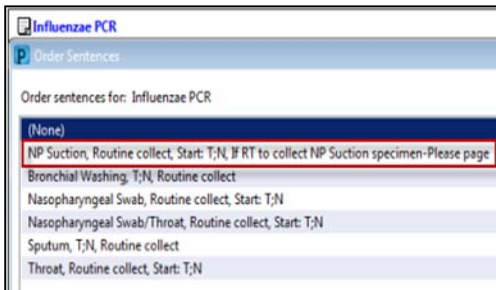 Influenzae PCR
P Order Sentences
Order sentences for: Influenzae PCR
(None)
NP Suction, Routine collect, Start: T;N, If RT to collect NP Suction specimen-Please page
Bronchial Washing, T;N, Routine collect
Nasopharyngeal Swab, Routine collect, Start: T;N
Nasopharyngeal Swab/Throat, Routine collect, Start: T;N
Sputum, T;N, Routine collect
Throat, Routine collect, Start: T;N